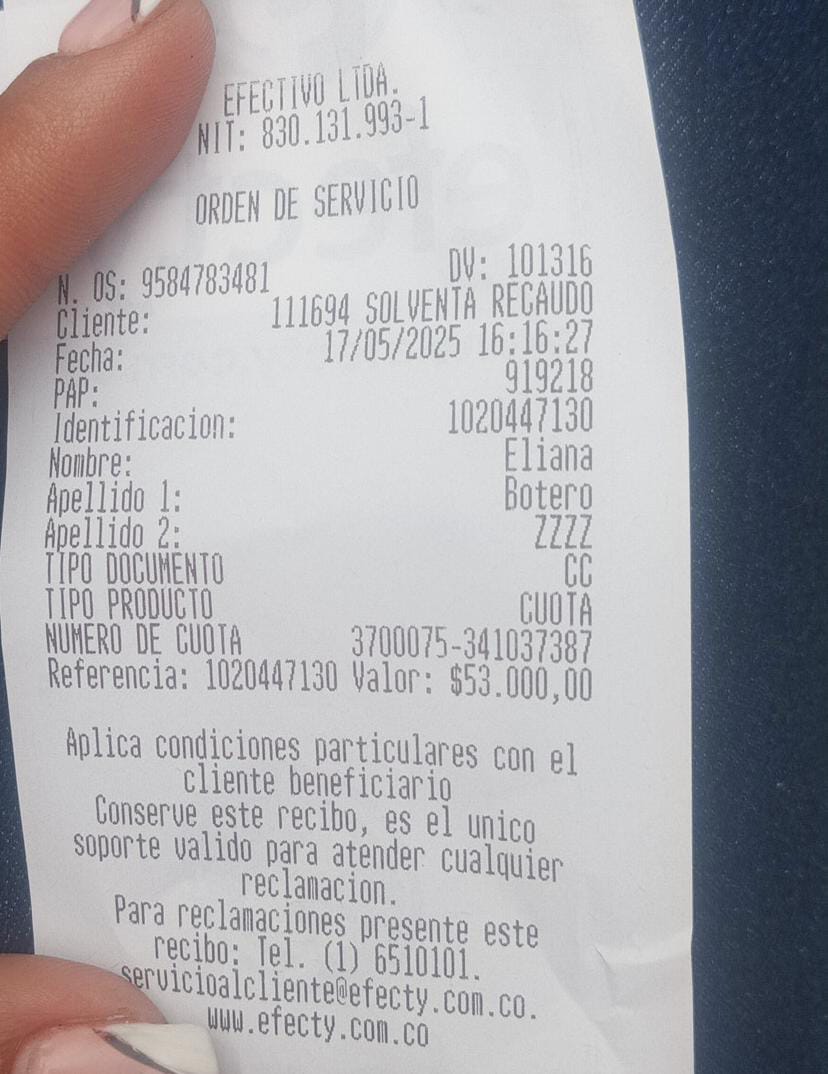 EFECTIVO LTDA.
NIT: 830.131.993-1
ORDEN DE SERVICIO
N. OS: 9584783481 DV: 101316
Cliente: 111694 SOLVENTA RECAUDO
Fecha: 17/05/2025 16:16:27
PAP: 919218
Identificacion: 1020447130
Nombre: Eliana
Apellido 1: Botero
Apellido 2: ZZZZ
TIPO DOCUMENTO CC
TIPO PRODUCTO CUOTA
NUMERO DE CUOTA 3700075-341037387
Referencia: 1020447130 Valor: $53.000,00
Aplica condiciones particulares con el
cliente beneficiario
Conserve este recibo, es el unico
soporte valido para atender cualquier
reclamacion.
Para reclamaciones presente este
recibo: Tel. (1) 6510101.
servicioalcliente@efecty.com.co.
www.efecty.com.co